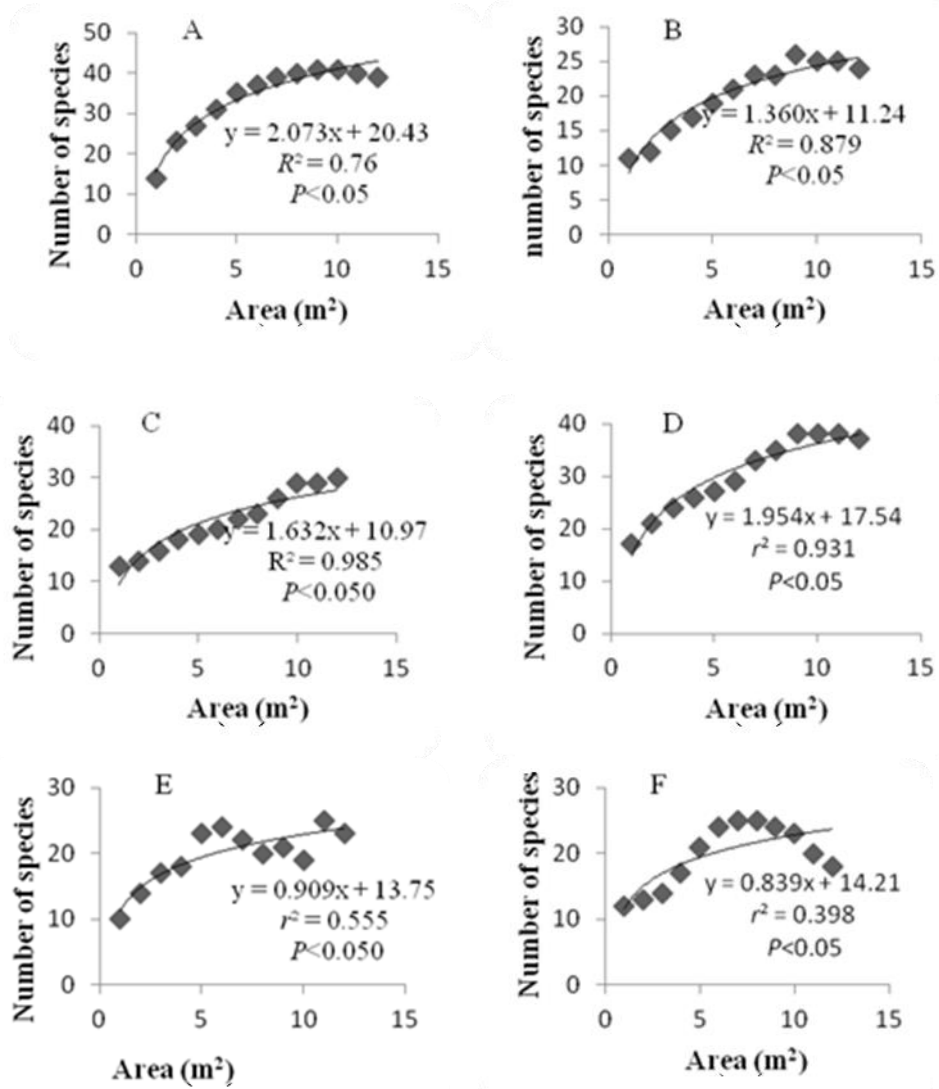 A
Number of species
50
40
30
20
10
0
y = 2.073x + 20.43
R² = 0.76
P<0.05
0 5 10 15
Area (m²)
B
number of species
30
25
20
15
10
5
0
y = 1.360x + 11.24
R² = 0.879
P<0.05
0 5 10 15
Area (m²)
C
Number of species
40
30
20
10
0
y = 1.632x + 10.97
R² = 0.985
P<0.050
0 5 10 15
Area (m²)
D
Number of species
40
30
20
10
0
y = 1.954x + 17.54
r² = 0.931
P<0.05
0 5 10 15
Area (m²)
E
Number of species
30
20
10
0
y = 0.909x + 13.75
r² = 0.555
P<0.050
0 5 10 15
Area (m²)
F
Number of species
30
20
10
0
y = 0.839x + 14.21
r² = 0.398
P<0.05
0 5 10 15
Area (m²)